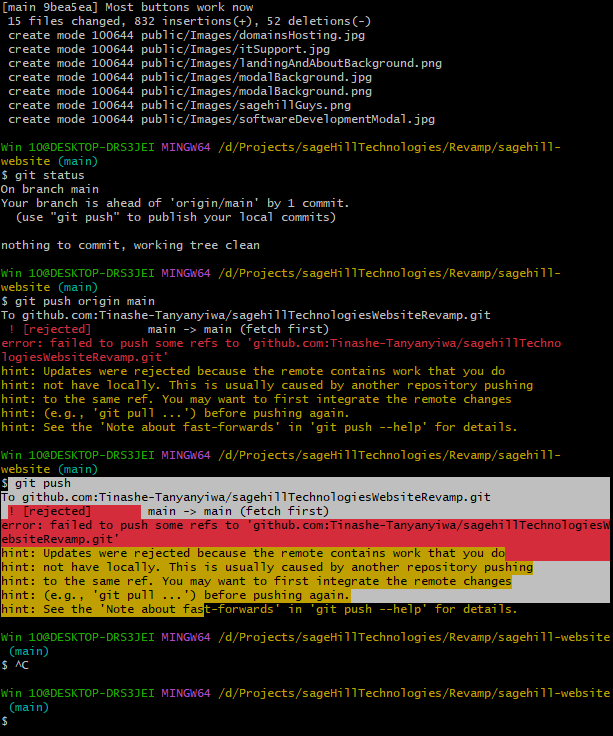 [main 9bea5ea] Most buttons work now
 15 files changed, 832 insertions(+), 52 deletions(-)
 create mode 100644 public/Images/domainsHosting.jpg
 create mode 100644 public/Images/itSupport.jpg
 create mode 100644 public/Images/landingAndAboutBackground.png
 create mode 100644 public/Images/modalBackground.jpg
 create mode 100644 public/Images/modalBackground.png
 create mode 100644 public/Images/sagehillGuys.png
 create mode 100644 public/Images/softwareDevelopmentModal.jpg
Win 10@DESKTOP-DRS3JEI MINGW64 /d/Projects/sageHillTechnologies/Revamp/sagehill-
website (main)
$ git status
On branch main
Your branch is ahead of 'origin/main' by 1 commit.
  (use "git push" to publish your local commits)
nothing to commit, working tree clean
Win 10@DESKTOP-DRS3JEI MINGW64 /d/Projects/sageHillTechnologies/Revamp/sagehill-
website (main)
$ git push origin main
To github.com:Tinashe-Tanyanyiwa/sagehillTechnologiesWebsiteRevamp.git
 ! [rejected]        main -> main (fetch first)
error: failed to push some refs to 'github.com:Tinashe-Tanyanyiwa/sagehillTechno
logiesWebsiteRevamp.git'
hint: Updates were rejected because the remote contains work that you do
hint: not have locally. This is usually caused by another repository pushing
hint: to the same ref. You may want to first integrate the remote changes
hint: (e.g., 'git pull ...') before pushing again.
hint: See the 'Note about fast-forwards' in 'git push --help' for details.
Win 10@DESKTOP-DRS3JEI MINGW64 /d/Projects/sageHillTechnologies/Revamp/sagehill-
website (main)
$ git push
To github.com:Tinashe-Tanyanyiwa/sagehillTechnologiesWebsiteRevamp.git
 ! [rejected]        main -> main (fetch first)
error: failed to push some refs to 'github.com:Tinashe-Tanyanyiwa/sagehillTechnologiesW
ebsiteRevamp.git'
hint: Updates were rejected because the remote contains work that you do
hint: not have locally. This is usually caused by another repository pushing
hint: to the same ref. You may want to first integrate the remote changes
hint: (e.g., 'git pull ...') before pushing again.
hint: See the 'Note about fast-forwards' in 'git push --help' for details.
Win 10@DESKTOP-DRS3JEI MINGW64 /d/Projects/sageHillTechnologies/Revamp/sagehill-website
 (main)
$ ^C
Win 10@DESKTOP-DRS3JEI MINGW64 /d/Projects/sageHillTechnologies/Revamp/sagehill-website
 (main)
$